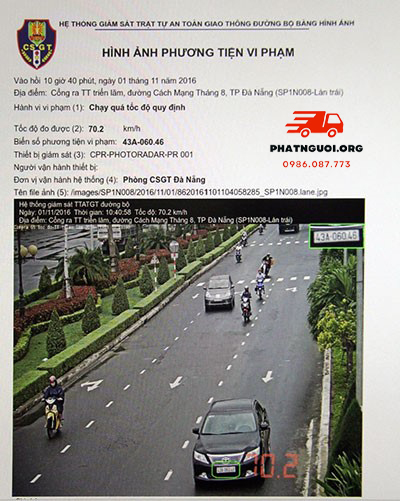 HỆ THỐNG GIÁM SÁT TRẬT TỰ AN TOÀN GIAO THÔNG ĐƯỜNG BỘ BẰNG HÌNH ẢNH
CSGT
HÌNH ẢNH PHƯƠNG TIỆN VI PHẠM
Vào hồi 10 giờ 40 phút, ngày 01 tháng 11 năm 2016
Địa điểm: Cổng ra TT triển lãm, đường Cách Mạng Tháng 8, TP Đà Nẵng (SP1N008-Làn trái)
Hành vi vi phạm (1): Chạy quá tốc độ quy định
Tốc độ đo được (2): 70.2 km/h
Biển số phương tiện vi phạm: 43A-060.46
Thiết bị giám sát (3): CPR-PHOTORADAR-PR 001
Người vận hành thiết bị:
Đơn vị vận hành hệ thống (4): Phòng CSGT Đà Nẵng
Tên file ảnh (5): /images/SP1N008/2016/11/01/8620161101104058285_SP1N008.lane.jpg
PHATNGUOI.ORG
0986.087.773
Hệ thống giám sát TTATGT đường bộ
Ngày: 01/11/2016 Thời gian: 10:40:58 Tốc độ: 70.2 km/h
Địa điểm: Cổng ra TT triển lãm, đường Cách Mạng Tháng 8, TP Đà Nẵng (SP1N008-Làn trái)
43A-060.46
70.2